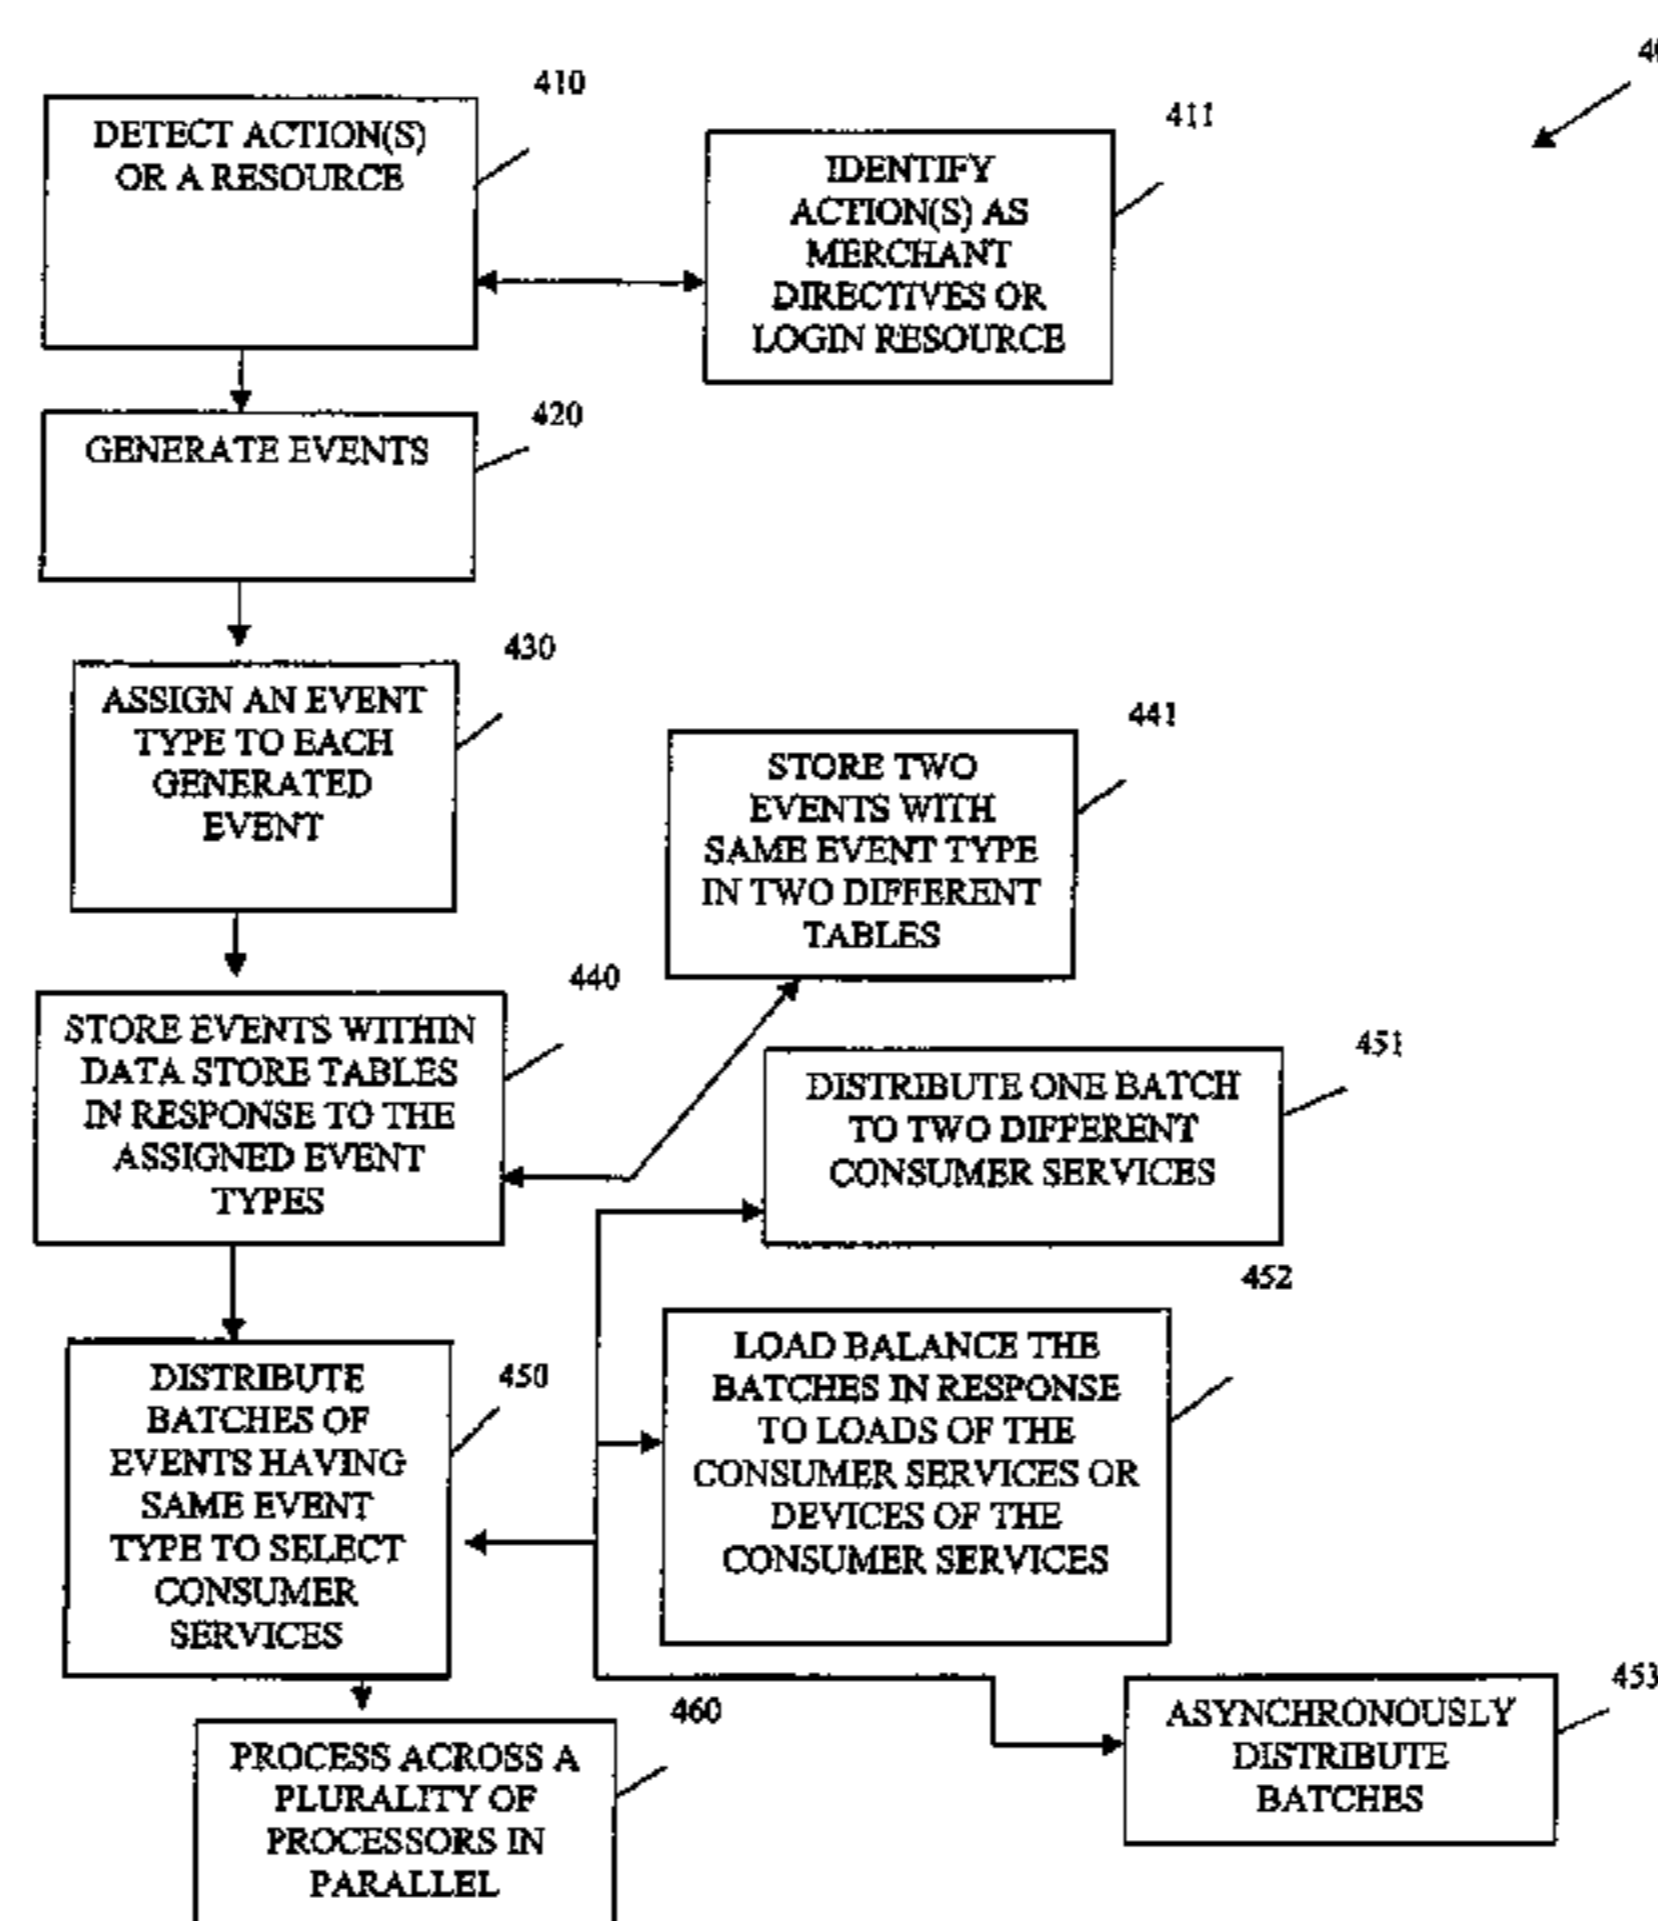 410
DETECT ACTION(S)
OR A RESOURCE
411
IDENTIFY
ACTION(S) AS
MERCHANT
DIRECTIVES OR
LOGIN RESOURCE
420
GENERATE EVENTS
430
ASSIGN AN EVENT
TYPE TO EACH
GENERATED
EVENT
441
STORE TWO
EVENTS WITH
SAME EVENT TYPE
IN TWO DIFFERENT
TABLES
440
STORE EVENTS WITHIN
DATA STORE TABLES
IN RESPONSE TO THE
ASSIGNED EVENT
TYPES
451
DISTRIBUTE ONE BATCH
TO TWO DIFFERENT
CONSUMER SERVICES
452
LOAD BALANCE THE
BATCHES IN RESPONSE
TO LOADS OF THE
CONSUMER SERVICES OR
DEVICES OF THE
CONSUMER SERVICES
450
DISTRIBUTE
BATCHES OF
EVENTS HAVING
SAME EVENT
TYPE TO SELECT
CONSUMER
SERVICES
453
ASYNCHRONOUSLY
DISTRIBUTE
BATCHES
460
PROCESS ACROSS A
PLURALITY OF
PROCESSORS IN
PARALLEL